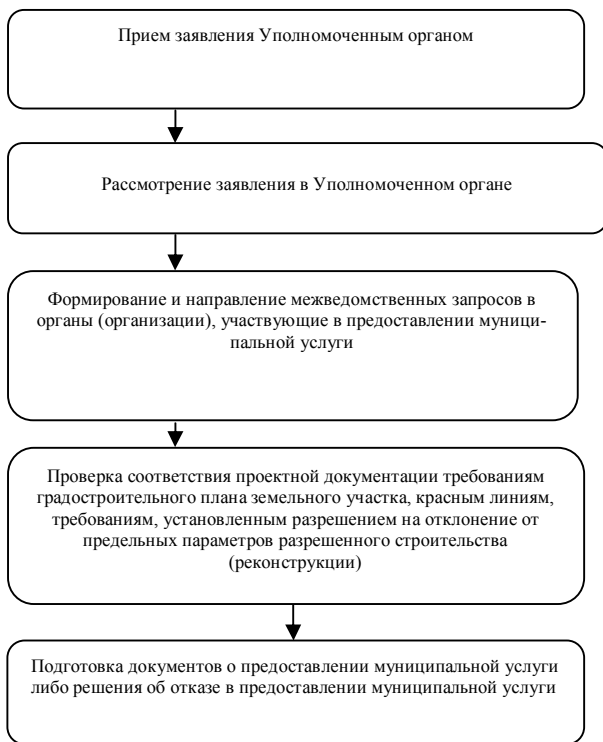 Прием заявления Уполномоченным органом
Рассмотрение заявления в Уполномоченном органе
Формирование и направление межведомственных запросов в
органы (организации), участвующие в предоставлении муници-
пальной услуги
Проверка соответствия проектной документации требованиям
градостроительного плана земельного участка, красным линиям,
требованиям, установленным разрешением на отклонение от
предельных параметров разрешенного строительства
(реконструкции)
Подготовка документов о предоставлении муниципальной услуги
либо решения об отказе в предоставлении муниципальной услуги